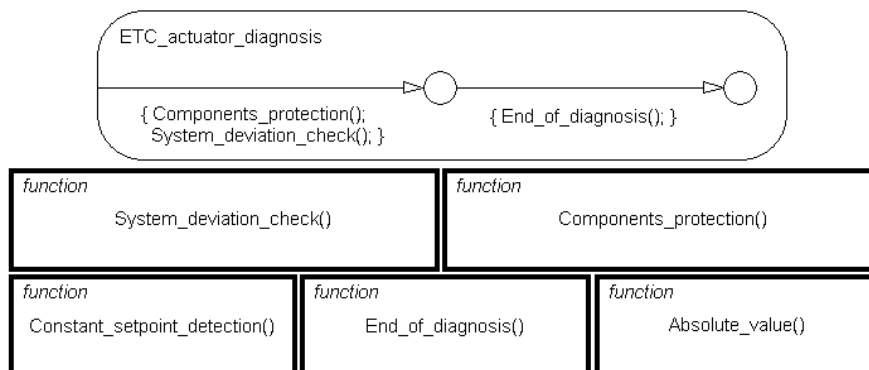 ETC_actuator_diagnosis
{ Components_protection();
System_deviation_check(); }
{ End_of_diagnosis(); }
function
System_deviation_check()
function
Components_protection()
function
Constant_setpoint_detection()
function
End_of_diagnosis()
function
Absolute_value()